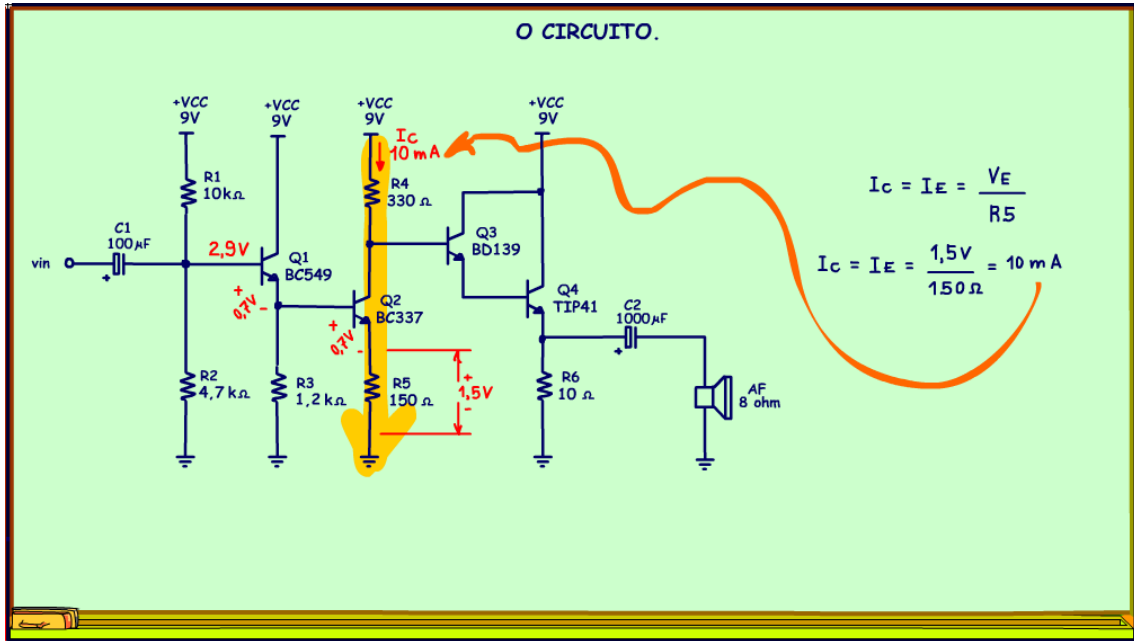 O CIRCUITO.
+VCC
9V
+VCC
9V
+VCC
9V
+VCC
9V
Ic
10 mA
R1
10kΩ
R4
330 Ω
C1
100µF
vin
+
2,9V
Q1
BC549
Q3
BD139
+
0,7V
-
Q2
BC337
+
0,7V
-
Q4
TIP41
C2
1000µF
+
R2
4,7 kΩ
R3
1,2 kΩ
R5
150 Ω
+
1,5V
-
R6
10 Ω
AF
8 ohm
Ic = IE = VE
R5
Ic = IE = 1,5V = 10 mA
150Ω